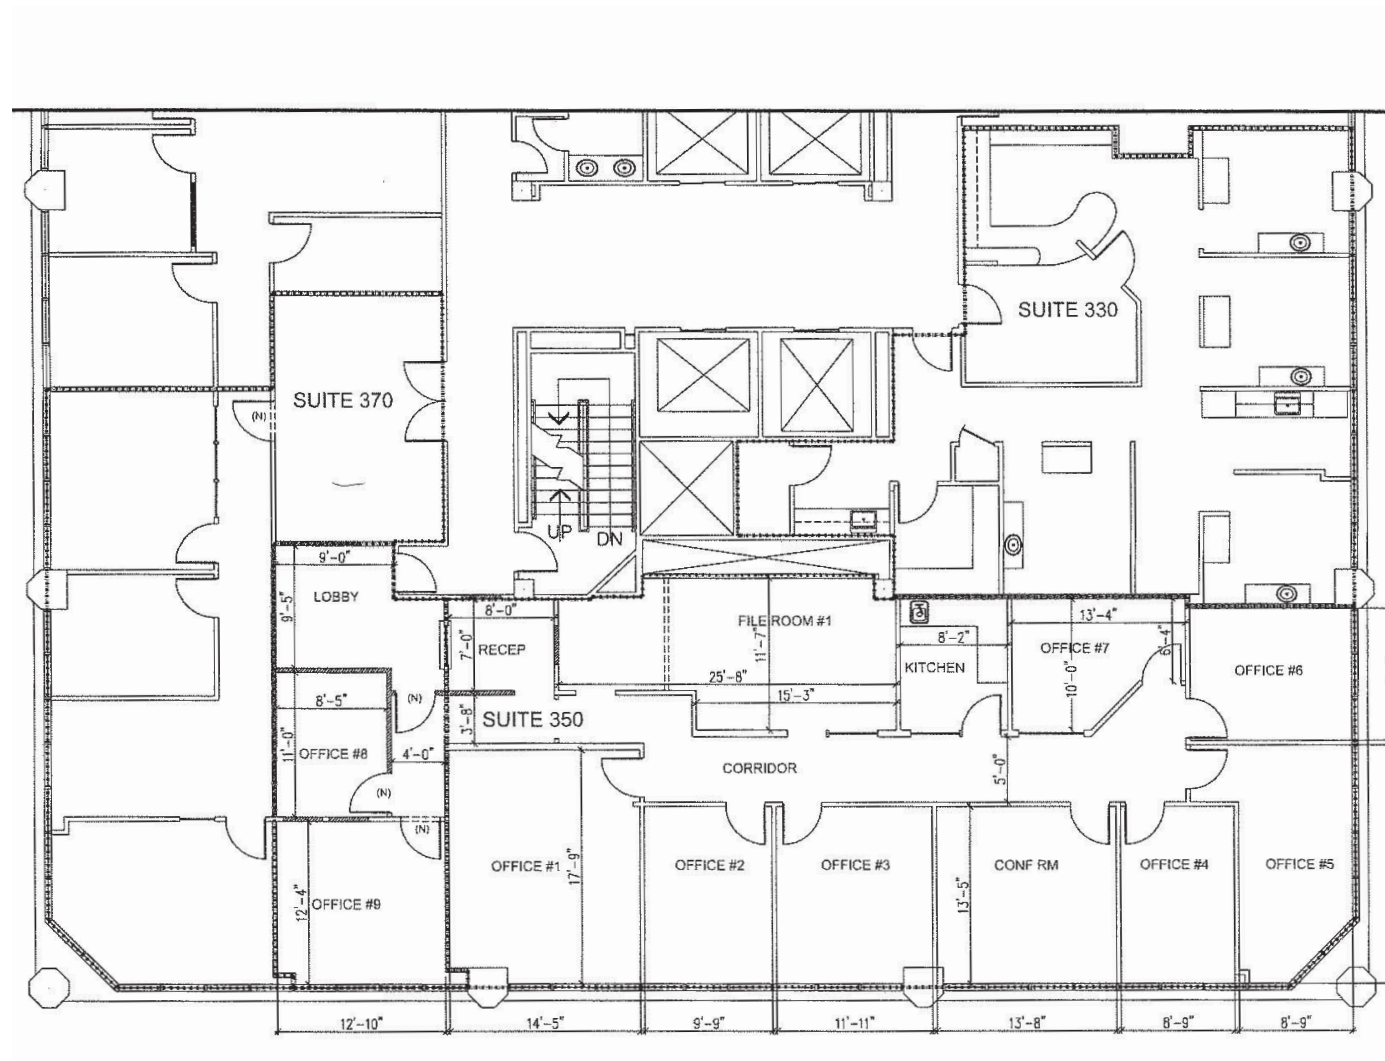 SUITE 330
SUITE 370
(N)
UP
DN
9'-0"
LOBBY
9'-5"
8'-0"
7'-0"
RECEP
FILE ROOM #1
11'-7"
25'-8"
15'-3"
8'-2"
KITCHEN
13'-4"
6'-4"
OFFICE #7
10'-0"
OFFICE #6
8'-5"
(N)
3'-8"
SUITE 350
11'-0"
OFFICE #8
4'-0"
(N)
CORRIDOR
5'-0"
(N)
OFFICE #1
17'-9"
OFFICE #2
OFFICE #3
CONF RM
13'-5"
OFFICE #4
OFFICE #5
12'-4"
OFFICE #9
12'-10"
14'-5"
9'-9"
11'-11"
13'-8"
8'-9"
8'-9"